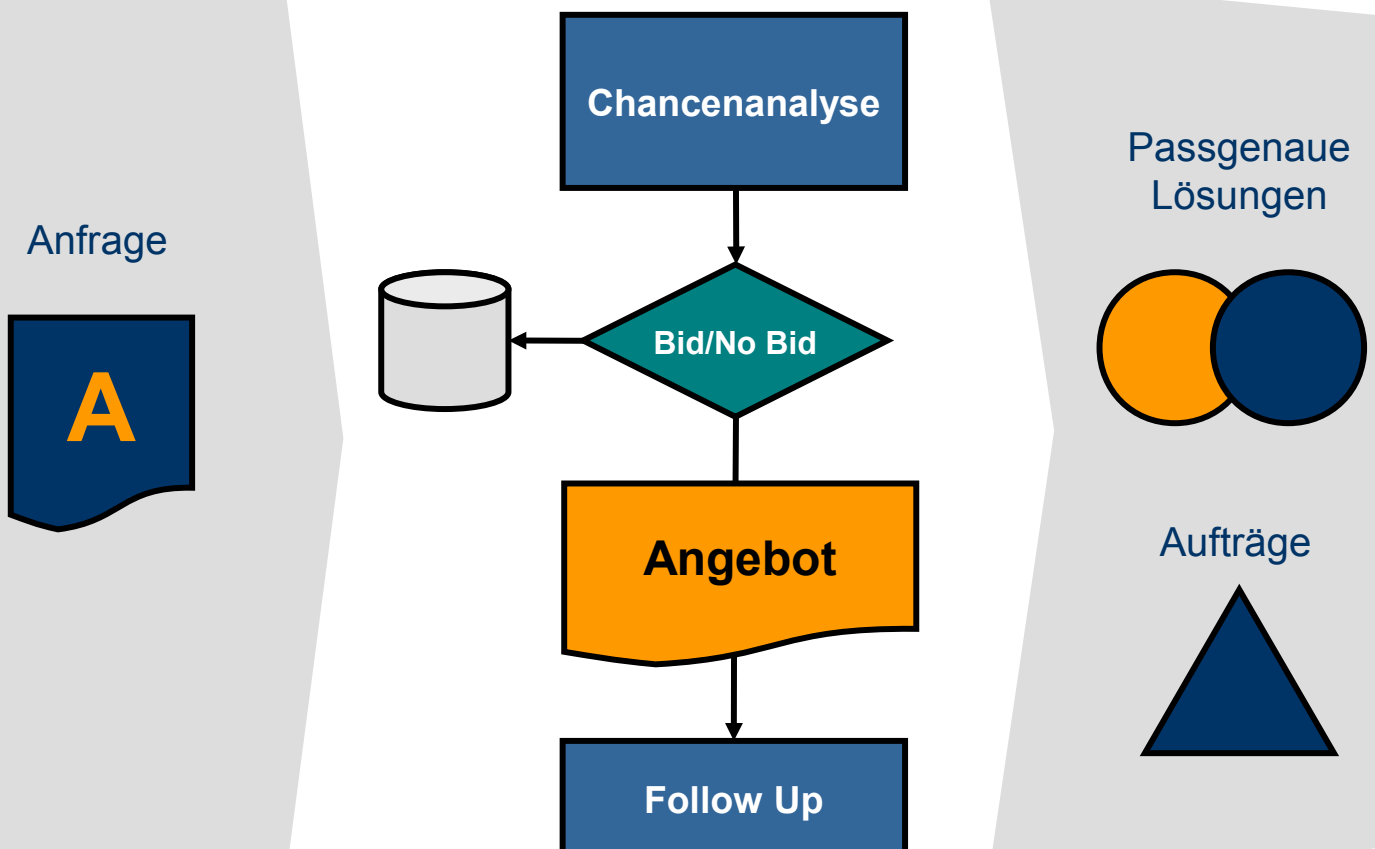 Anfrage
A
Chancenanalyse
Bid/No Bid
Angebot
Follow Up
Passgenaue
Lösungen
Aufträge